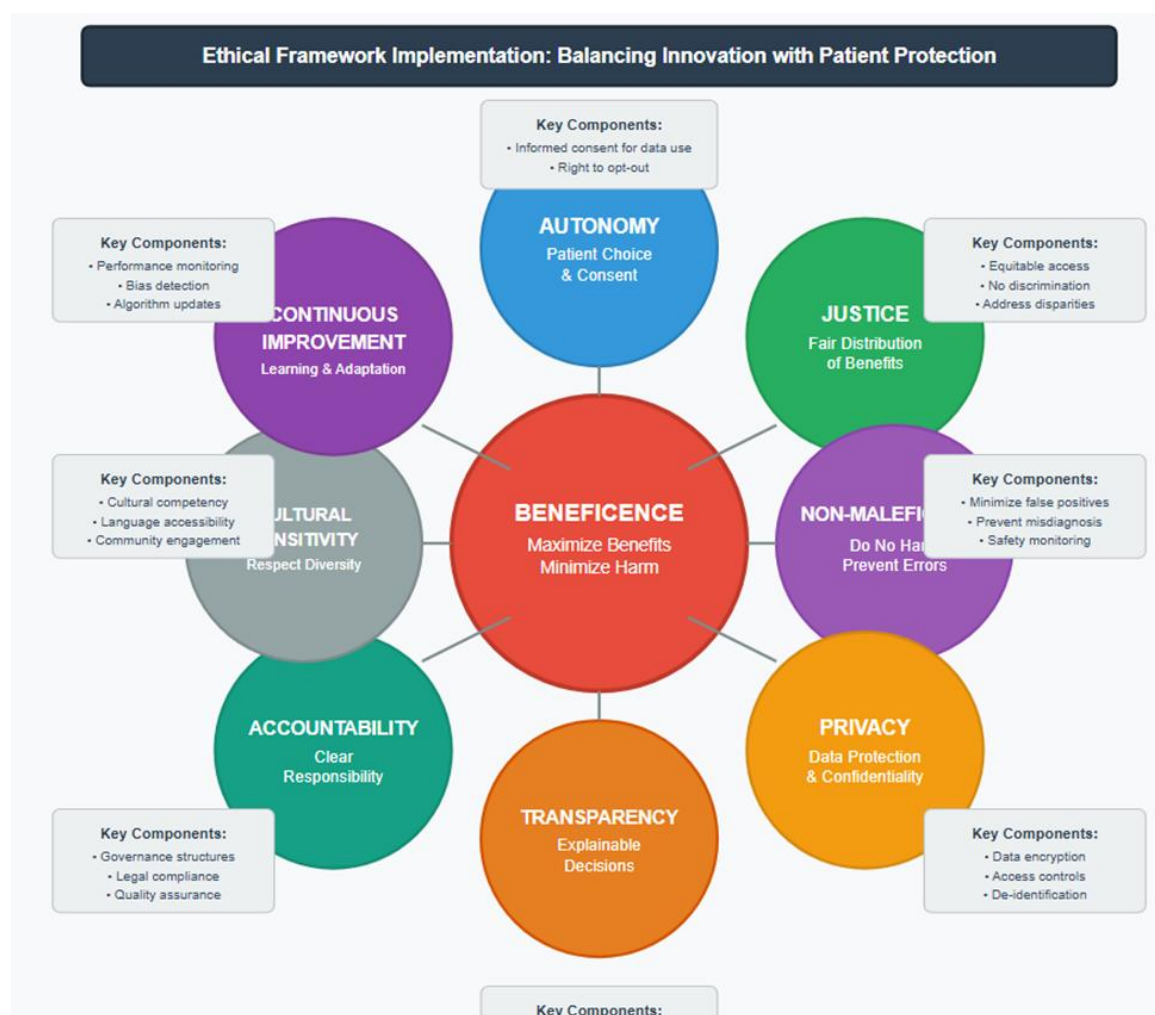 Ethical Framework Implementation: Balancing Innovation with Patient Protection
Key Components:
• Informed consent for data use
• Right to opt-out
AUTONOMY
Patient Choice
& Consent
Key Components:
• Performance monitoring
• Bias detection
• Algorithm updates
CONTINUOUS
IMPROVEMENT
Learning & Adaptation
Key Components:
• Equitable access
• No discrimination
• Address disparities
JUSTICE
Fair Distribution
of Benefits
Key Components:
• Cultural competency
• Language accessibility
• Community engagement
ULTURAL
NSITIVITY
Respect Diversity
BENEFICENCE
Maximize Benefits
Minimize Harm
NON-MALEFIC
Do No Ha
Prevent Errors
Key Components:
• Minimize false positives
• Prevent misdiagnosis
• Safety monitoring
ACCOUNTABILITY
Clear
Responsibility
PRIVACY
Data Protection
& Confidentiality
TRANSPARENCY
Explainable
Decisions
Key Components:
• Governance structures
• Legal compliance
• Quality assurance
Key Components:
• Data encryption
• Access controls
• De-identification
Key Components: